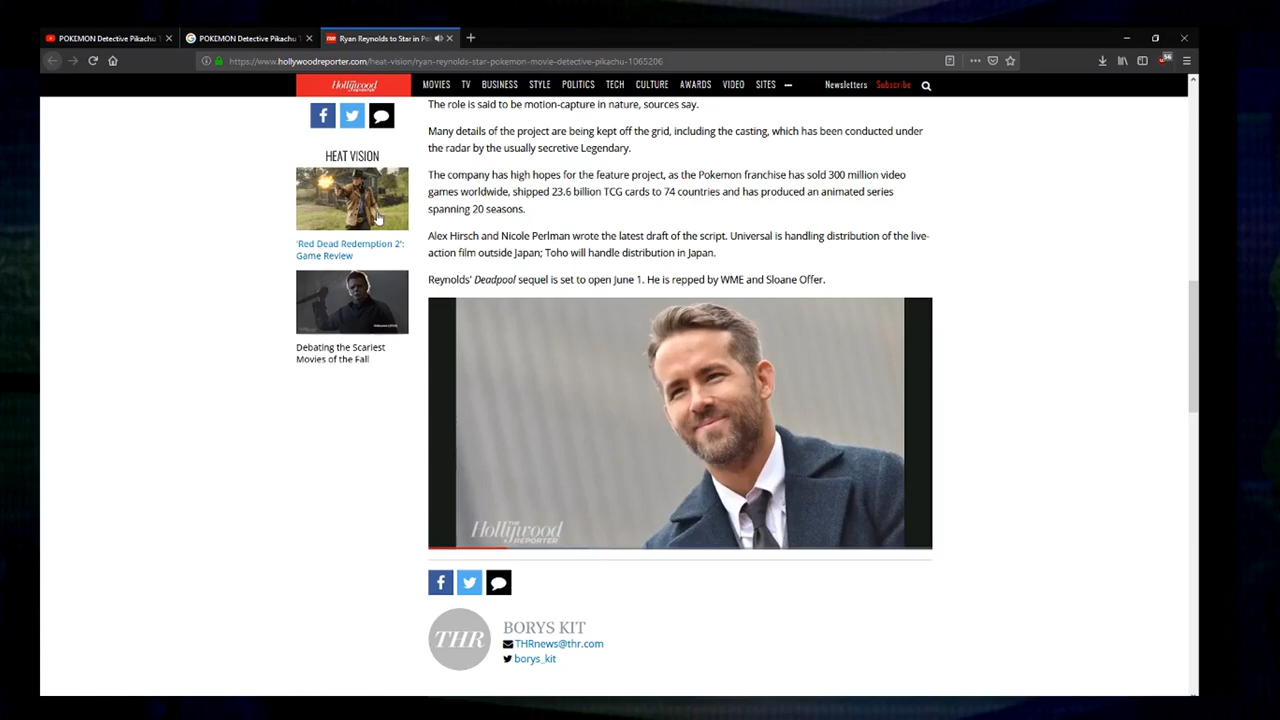 POKEMON Detective Pikachu T
POKEMON Detective Pikachu T
THR
Ryan Reynolds to Star in Po
https://www.hollywoodreporter.com/heat-vision/ryan-reynolds-star-pokemon-movie-detective-pikachu-1065206
Hollywood
REPORTER
MOVIES TV BUSINESS STYLE POLITICS TECH CULTURE AWARDS VIDEO SITES
Newsletters Subscribe
The role is said to be motion-capture in nature, sources say.
Many details of the project are being kept off the grid, including the casting, which has been conducted under
the radar by the usually secretive Legendary.
The company has high hopes for the feature project, as the Pokemon franchise has sold 300 million video
games worldwide, shipped 23.6 billion TCG cards to 74 countries and has produced an animated series
spanning 20 seasons.
Alex Hirsch and Nicole Perlman wrote the latest draft of the script. Universal is handling distribution of the live-
action film outside Japan; Toho will handle distribution in Japan.
Reynolds' Deadpool sequel is set to open June 1. He is repped by WME and Sloane Offer.
HEAT VISION
'Red Dead Redemption 2':
Game Review
Debating the Scariest
Movies of the Fall
THE
Hollywood
REPORTER
THR
BORYS KIT
THRnews@thr.com
borys_kit